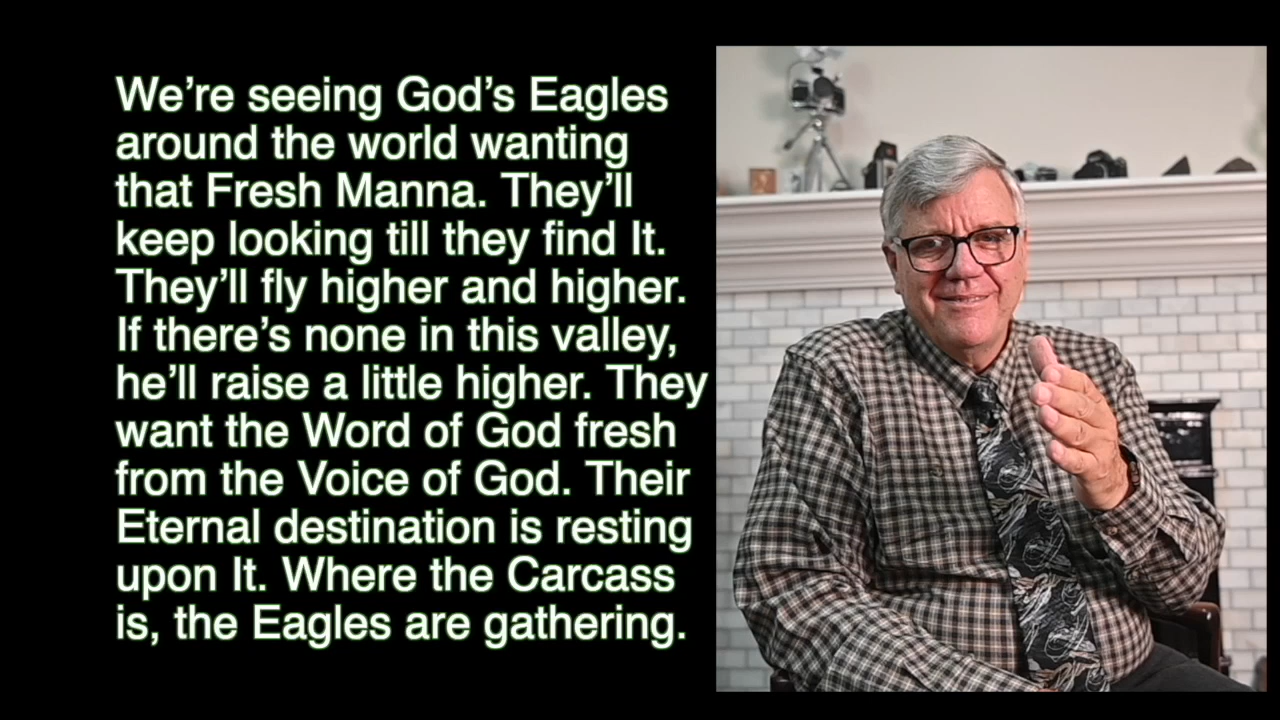 We’re seeing God’s Eagles
around the world wanting
that Fresh Manna. They’ll
keep looking till they find It.
They’ll fly higher and higher.
If there’s none in this valley,
he’ll raise a little higher. They
want the Word of God fresh
from the Voice of God. Their
Eternal destination is resting
upon It. Where the Carcass
is, the Eagles are gathering.